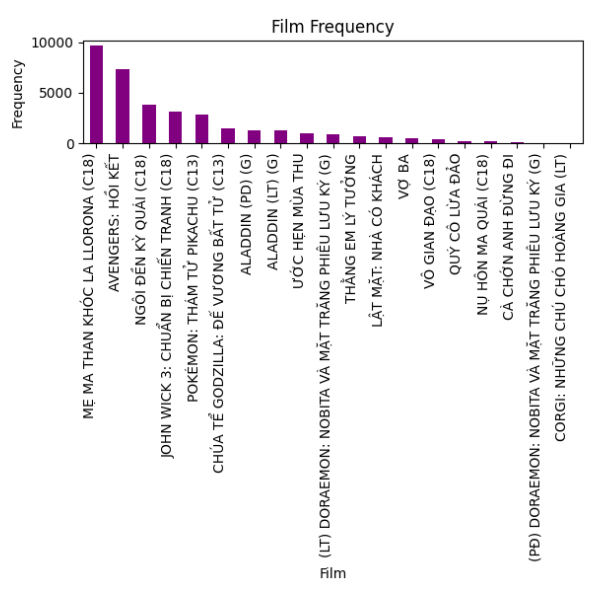 Film Frequency
Frequency
10000
5000
0
MẸ MA THAN KHÓC LA LLORONA (C18)
AVENGERS: HỒI KẾT
NGÔI ĐỀN KỲ QUÁI (C18)
JOHN WICK 3: CHUẨN BỊ CHIẾN TRANH (C18)
POKÉMON: THÁM TỬ PIKACHU (C13)
CHÚA TỂ GODZILLA: ĐẾ VƯƠNG BẤT TỬ (C13)
ALADDIN (PD) (G)
ALADDIN (LT) (G)
ƯỚC HẸN MÙA THU
(LT) DORAEMON: NOBITA VÀ MẶT TRĂNG PHIÊU LƯU KÝ (G)
THẰNG EM LÝ TƯỞNG
LẬT MẶT: NHÀ CÓ KHÁCH
VỢ BA
VÔ GIAN ĐẠO (C18)
QUÝ CÔ LỪA ĐẢO
NỤ HÔN MA QUÁI (C18)
CÀ CHỚN ANH ĐỪNG ĐI
(PĐ) DORAEMON: NOBITA VÀ MẶT TRĂNG PHIÊU LƯU KÝ (G)
CORGI: NHỮNG CHÚ CHÓ HOÀNG GIA (LT)
Film